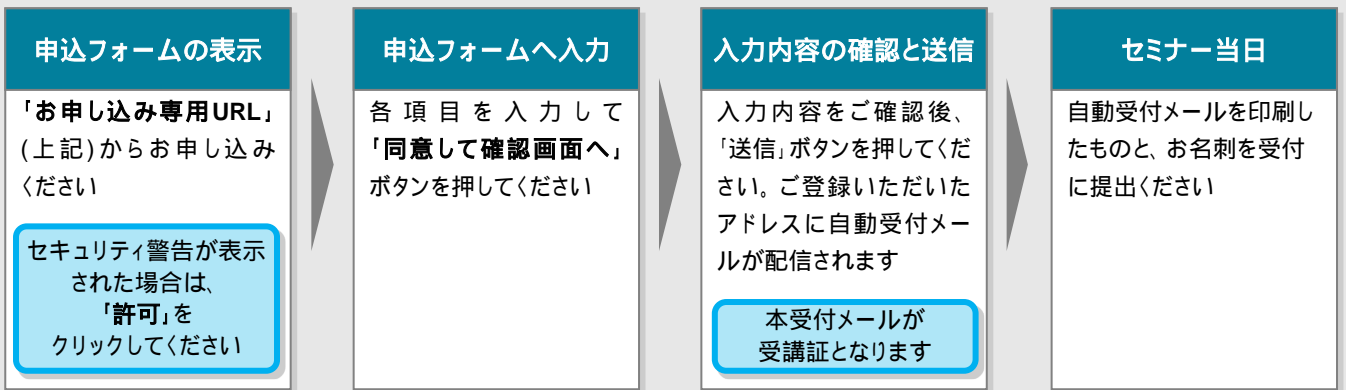 申込フォームの表示
「お申し込み専用URL」
(上記)からお申し込み
ください
セキュリティ警告が表示
された場合は、
「許可」を
クリックしてください
申込フォームへ入力
各項目を入力して
「同意して確認画面へ」
ボタンを押してください
入力内容の確認と送信
入力内容をご確認後、
「送信」ボタンを押してくだ
さい。ご登録いただいた
アドレスに自動受付メー
ルが配信されます
本受付メールが
受講証となります
セミナー当日
自動受付メールを印刷し
たものと、お名刺を受付
に提出ください